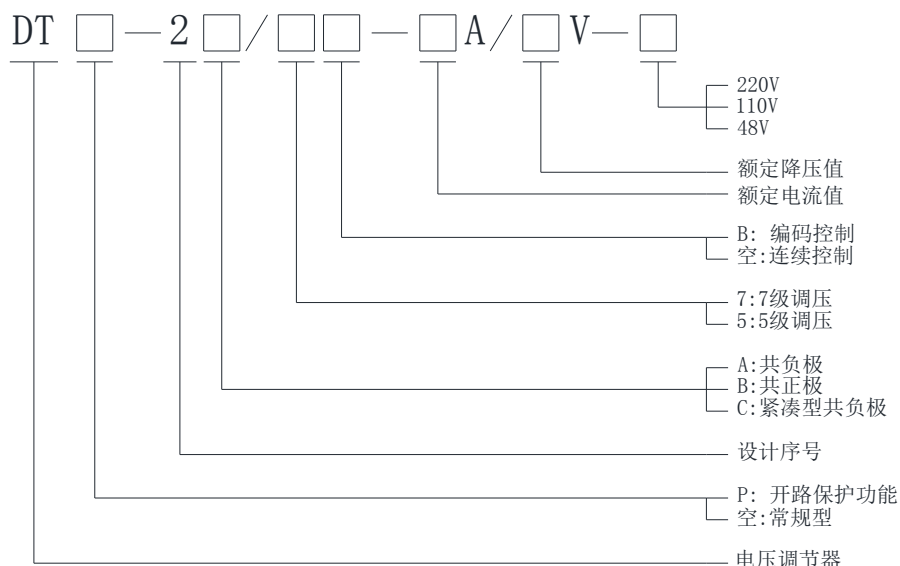 DT □—2□/□□—□A/□V—□
220V
110V
48V
额定降压值
额定电流值
B: 编码控制
空:连续控制
7:7级调压
5:5级调压
A:共负极
B:共正极
C:紧凑型共负极
设计序号
P: 开路保护功能
空:常规型
电压调节器